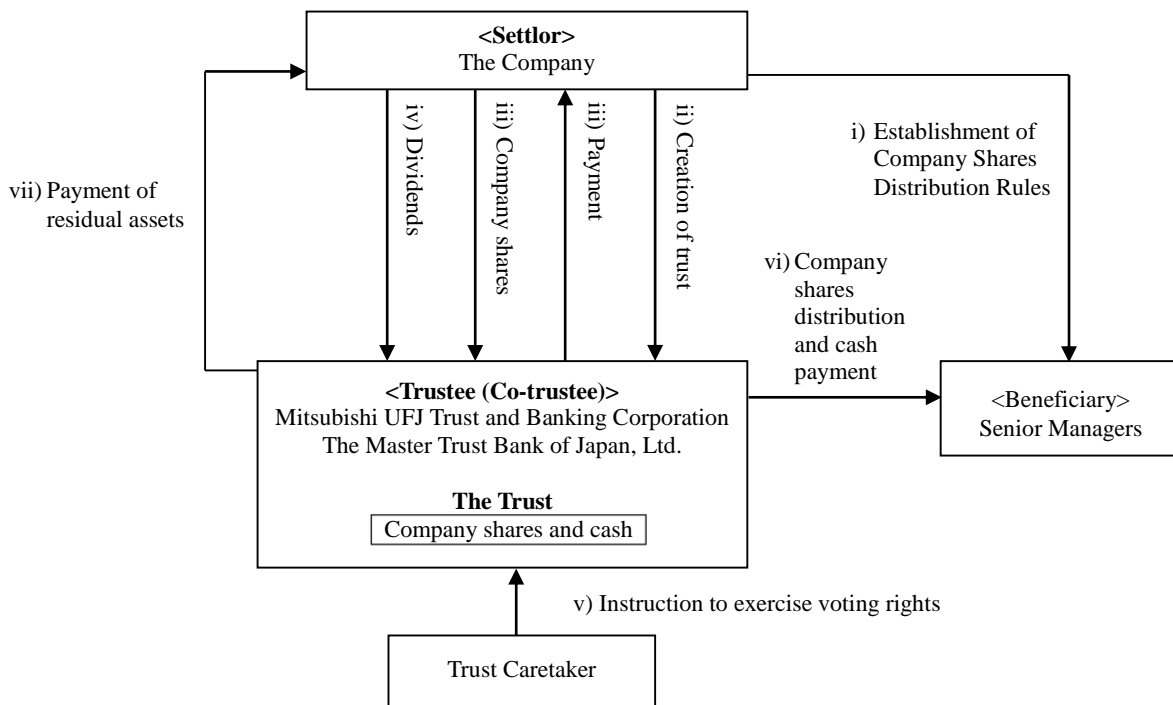 <Settlor>
The Company
iv) Dividends
iii) Company shares
iii) Payment
ii) Creation of trust
i) Establishment of
Company Shares
Distribution Rules
vii) Payment of
residual assets
vi) Company
shares
distribution
and cash
payment
<Trustee (Co-trustee)>
Mitsubishi UFJ Trust and Banking Corporation
The Master Trust Bank of Japan, Ltd.
The Trust
Company shares and cash
<Beneficiary>
Senior Managers
v) Instruction to exercise voting rights
Trust Caretaker